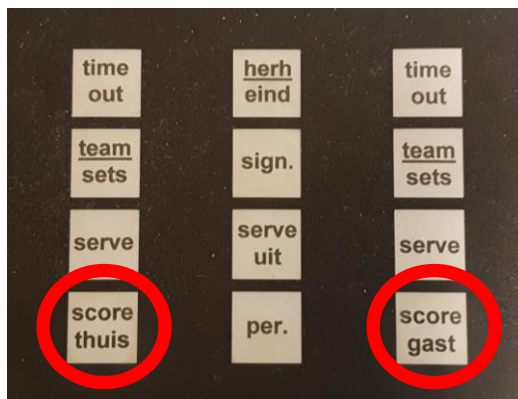 time
out
herh
eind
time
out
team
sets
sign.
team
sets
serve
serve
uit
serve
score
thuis
per.
score
gast